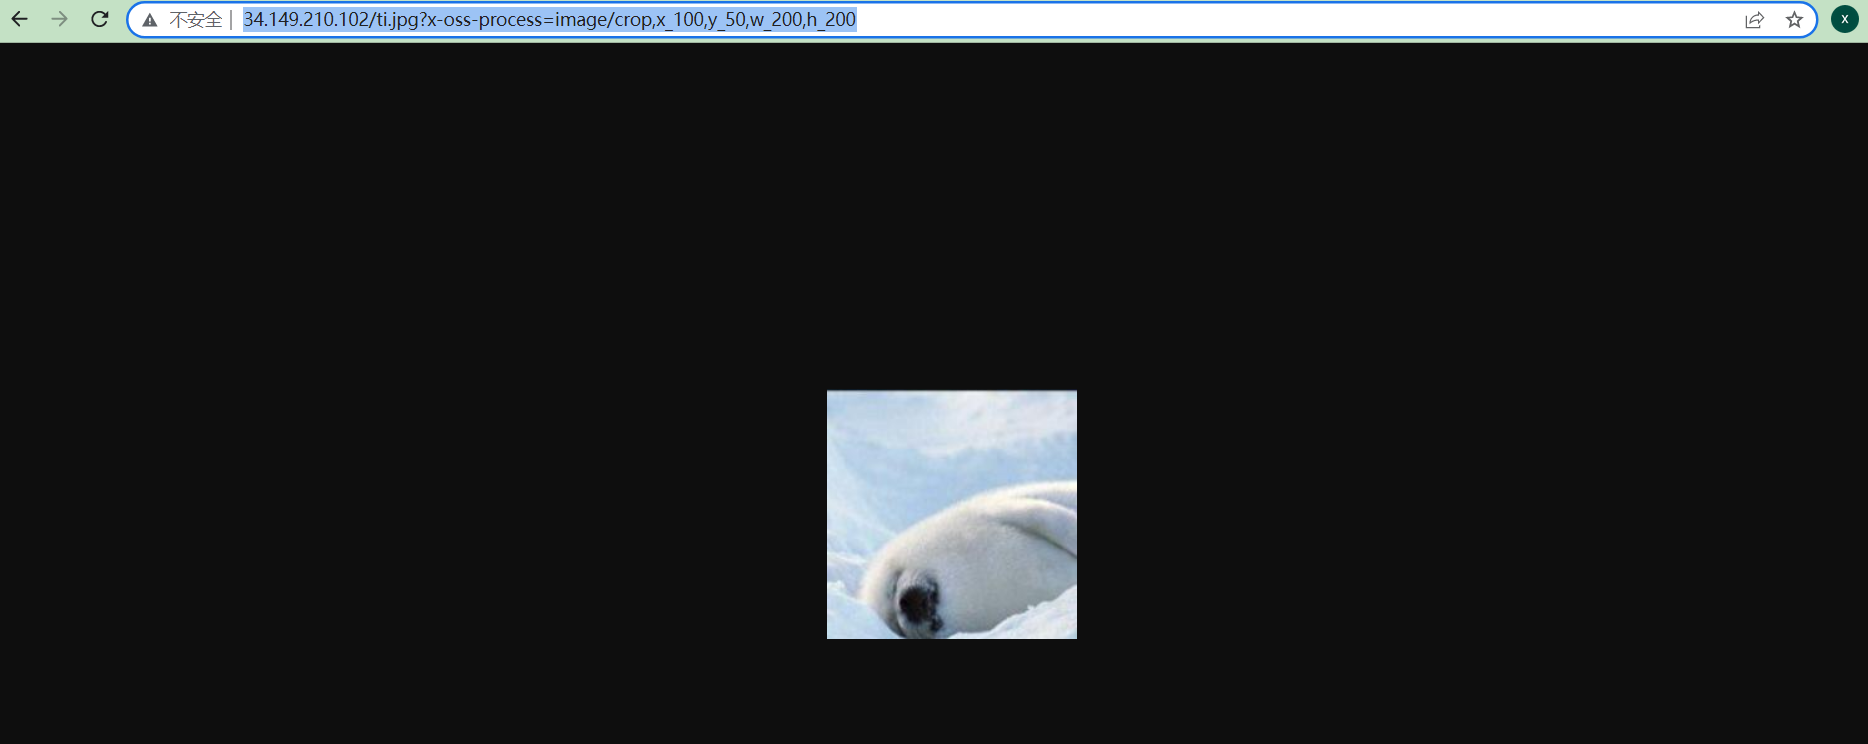 不安全 | 34.149.210.102/ti.jpg?x-oss-process=image/crop,x_100,y_50,w_200,h_200
X